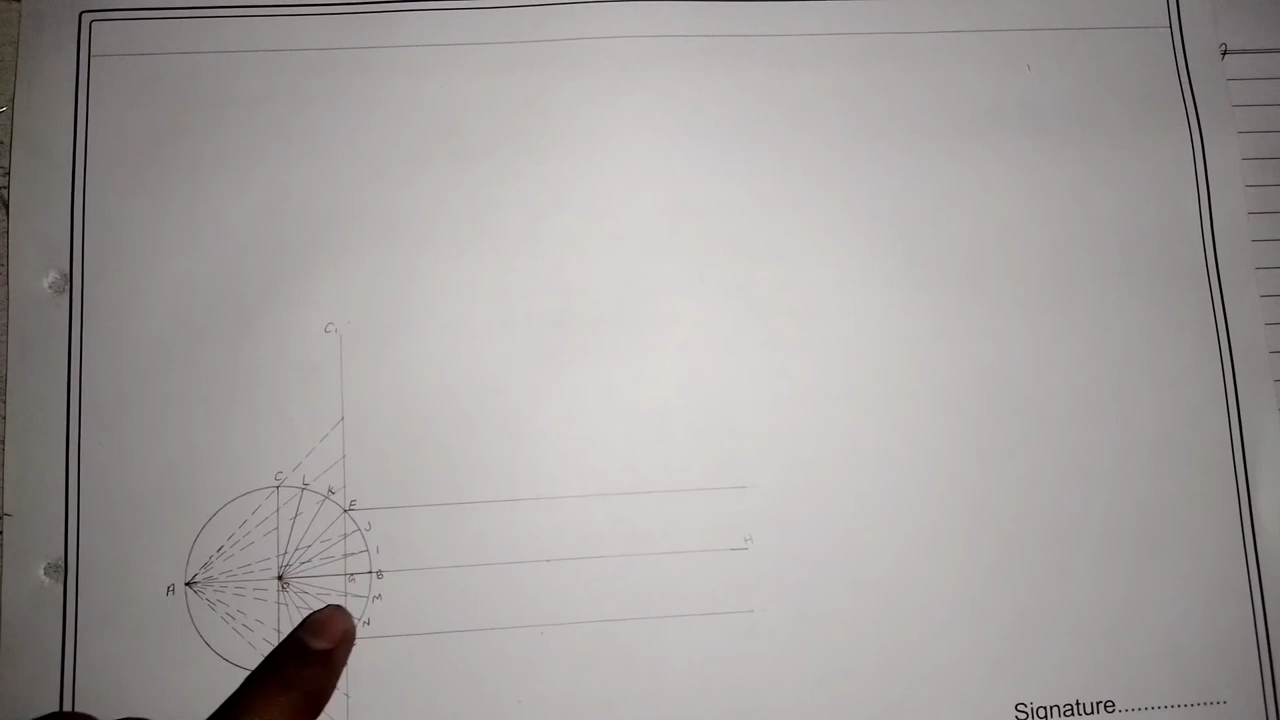 C₁
C L K
E
J
H
I
G B
A
M
N
Signature.................